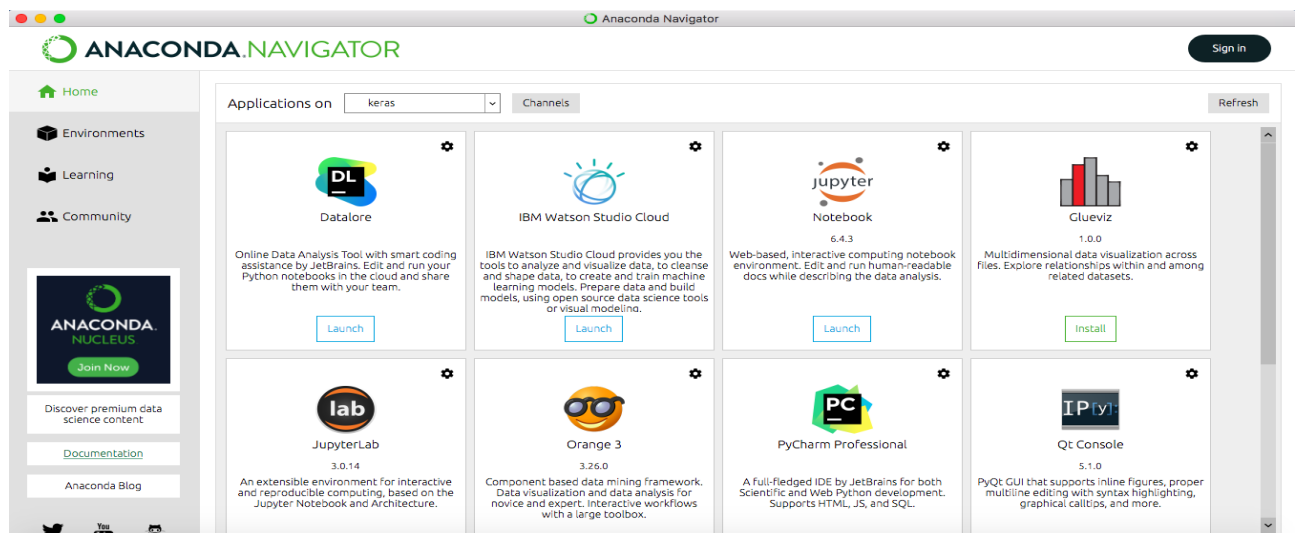 Anaconda Navigator
ANACONDA.NAVIGATOR
Sign in
Home
Environments
Learning
Community
ANACONDA.
NUCLEUS
Join Now
Discover premium data
science content
Documentation
Anaconda Blog
You
Applications on
keras
Channels
Refresh
DL
Datalore
Online Data Analysis Tool with smart coding
assistance by JetBrains. Edit and run your
Python notebooks in the cloud and share
them with your team.
Launch
IBM Watson Studio Cloud
IBM Watson Studio Cloud provides you the
tools to analyze and visualize data, to cleanse
and shape data, to create and train machine
learning models. Prepare data and build
models, using open source data science tools
or visual modeling.
Launch
jupyter
Notebook
6.4.3
Web-based, interactive computing notebook
environment. Edit and run human-readable
docs while describing the data analysis.
Launch
Glueviz
1.0.0
Multidimensional data visualization across
files. Explore relationships within and among
related datasets.
Install
lab
JupyterLab
3.0.14
An extensible environment for interactive
and reproducible computing, based on the
Jupyter Notebook and Architecture.
Orange 3
3.26.0
Component based data mining framework.
Data visualization and data analysis for
novice and expert. Interactive workflows
with a large toolbox.
PC
PyCharm Professional
A full-fledged IDE by JetBrains for both
Scientific and Web Python development.
Supports HTML, JS, and SQL.
IP[y]:
Qt Console
5.1.0
PyQt GUI that supports inline figures, proper
multiline editing with syntax highlighting,
graphical calltips, and more.